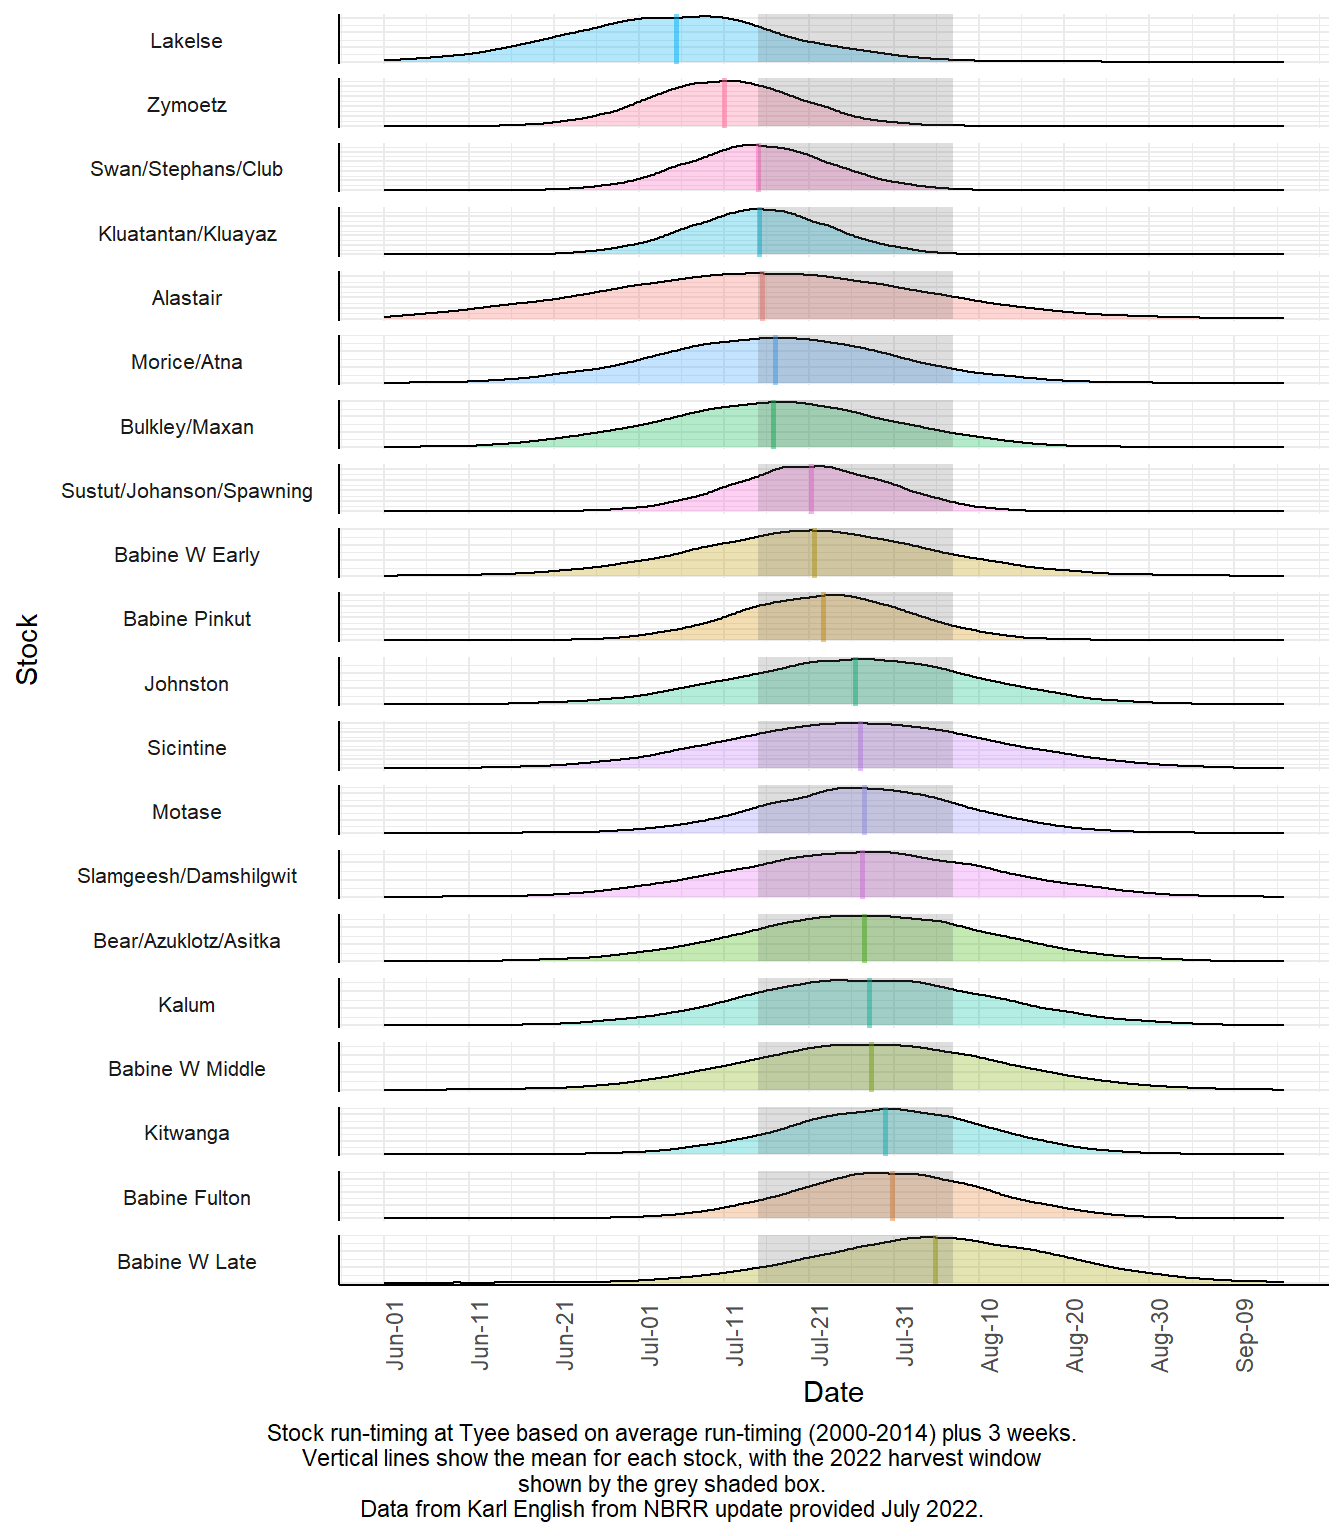 Lakelse
Zymoetz
Swan/Stephans/Club
Kluatantan/Kluayaz
Alastair
Morice/Atna
Bulkley/Maxan
Sustut/Johanson/Spawning
Babine W Early
Babine Pinkut
Johnston
Sicintine
Motase
Slamgeesh/Damshilgwit
Bear/Azuklotz/Asitka
Kalum
Babine W Middle
Kitwanga
Babine Fulton
Babine W Late
Stock
Jun-01
Jun-11
Jun-21
Jul-01
Jul-11
Jul-21
Jul-31
Aug-10
Aug-20
Aug-30
Sep-09
Date
Stock run-timing at Tyee based on average run-timing (2000-2014) plus 3 weeks.
Vertical lines show the mean for each stock, with the 2022 harvest window
shown by the grey shaded box.
Data from Karl English from NBRR update provided July 2022.